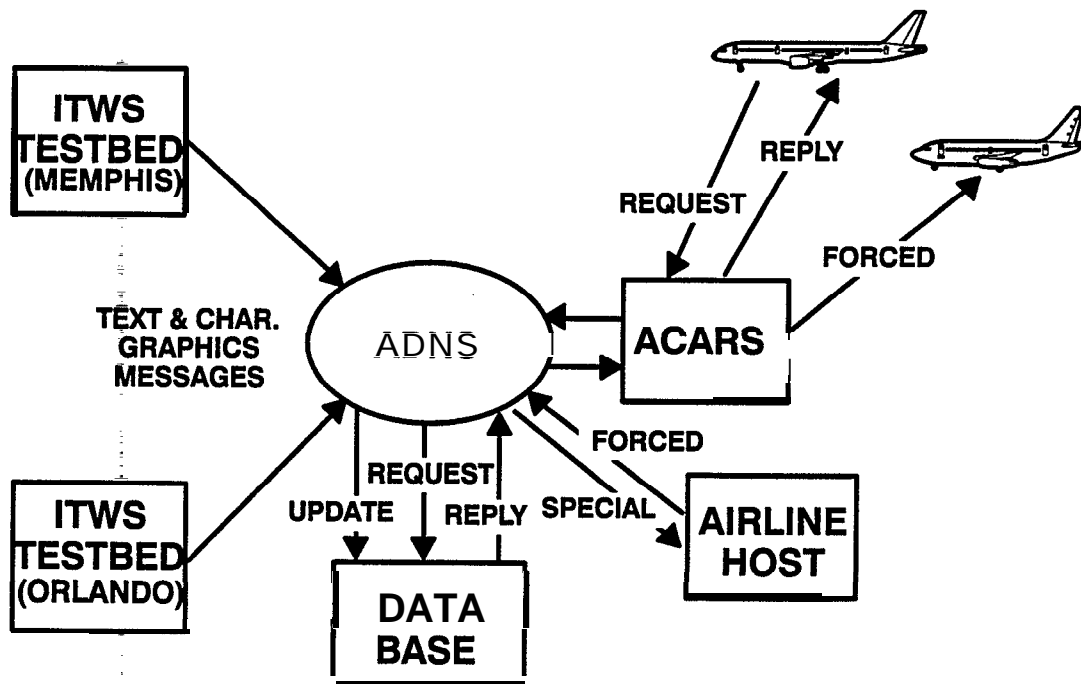 ITWS
TESTBED
(MEMPHIS)
REPLY
REQUEST
FORCED
TEXT & CHAR.
GRAPHICS
MESSAGES
ADNS
ACARS
FORCED
REQUEST
UPDATE
REPLY
SPECIAL
ITWS
TESTBED
(ORLANDO)
AIRLINE
HOST
DATA
BASE